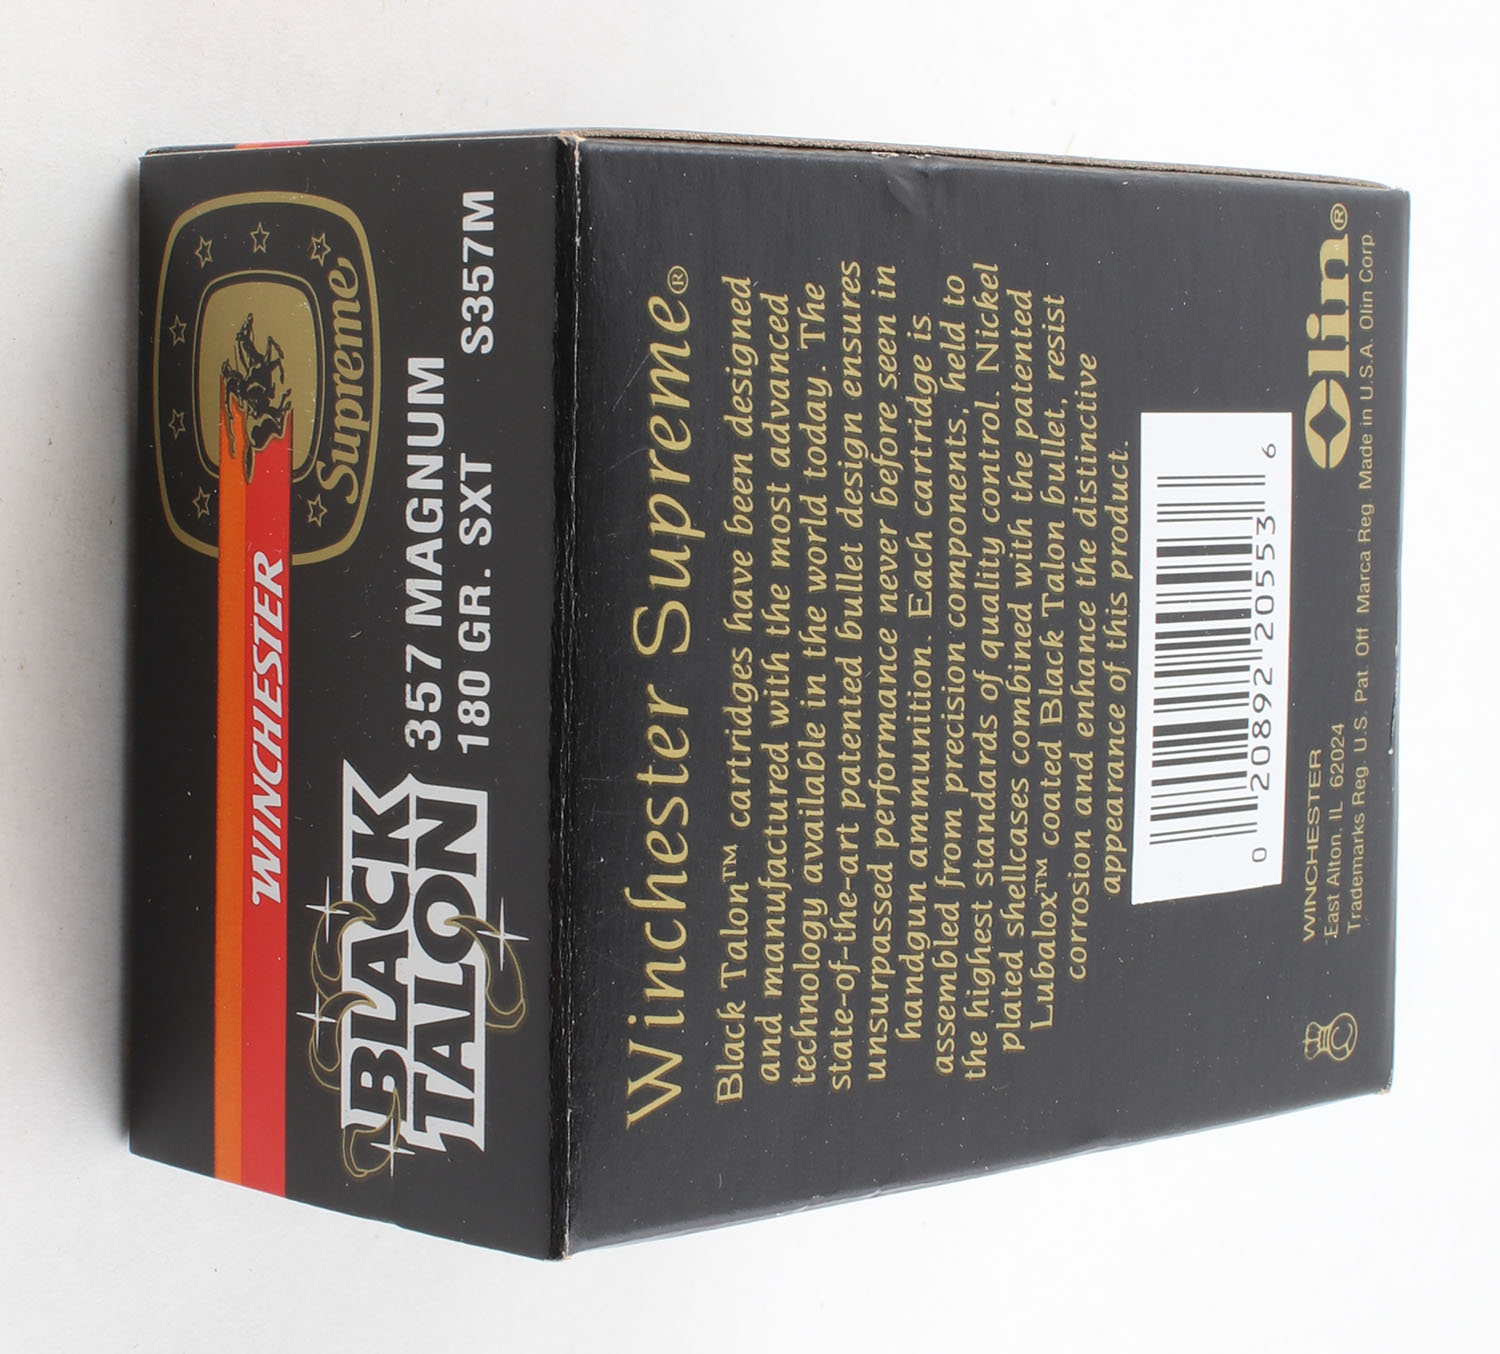 WINCHESTER
Supreme®
BLACK
TALON
357 MAGNUM
180 GR. SXT S357M
Winchester Supreme®
Black Talon™ cartridges have been designed
and manufactured with the most advanced
technology available in the world today. The
state-of-the-art patented bullet design ensures
unsurpassed performance never before seen in
handgun ammunition. Each cartridge is
assembled from precision components, held to
the highest standards of quality control. Nickel
plated shellcases combined with the patented
Lubalox™ coated Black Talon bullet, resist
corrosion and enhance the distinctive
appearance of this product.
0 20892 20553 6
WINCHESTER
East Alton, IL 62024
Olin®
Trademarks Reg. U.S. Pat. Off Marca Reg. Made in U.S.A. Olin Corp.